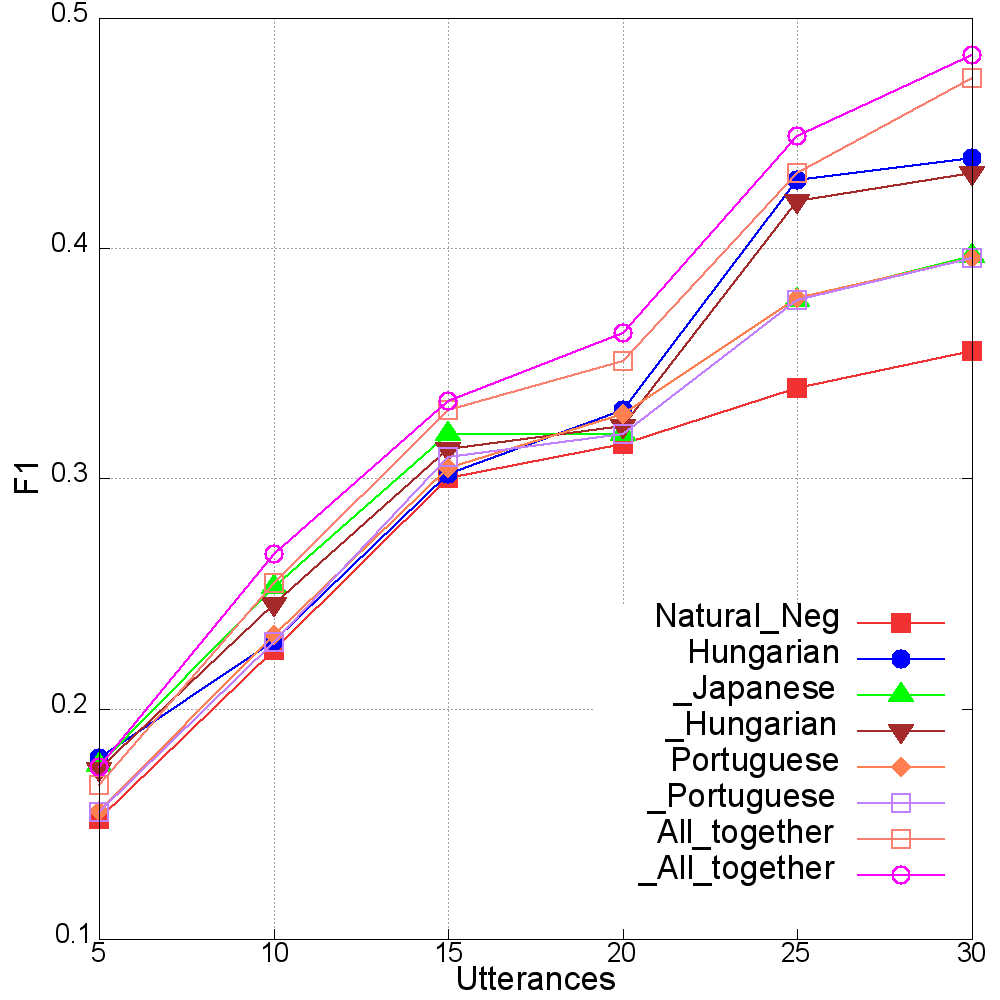 0.5
0.4
0.3
0.2
0.1
F1
Natural_Neg
Hungarian
_Japanese
_Hungarian
Portuguese
_Portuguese
All_together
_All_together
5 10 15 20 25 30
Utterances